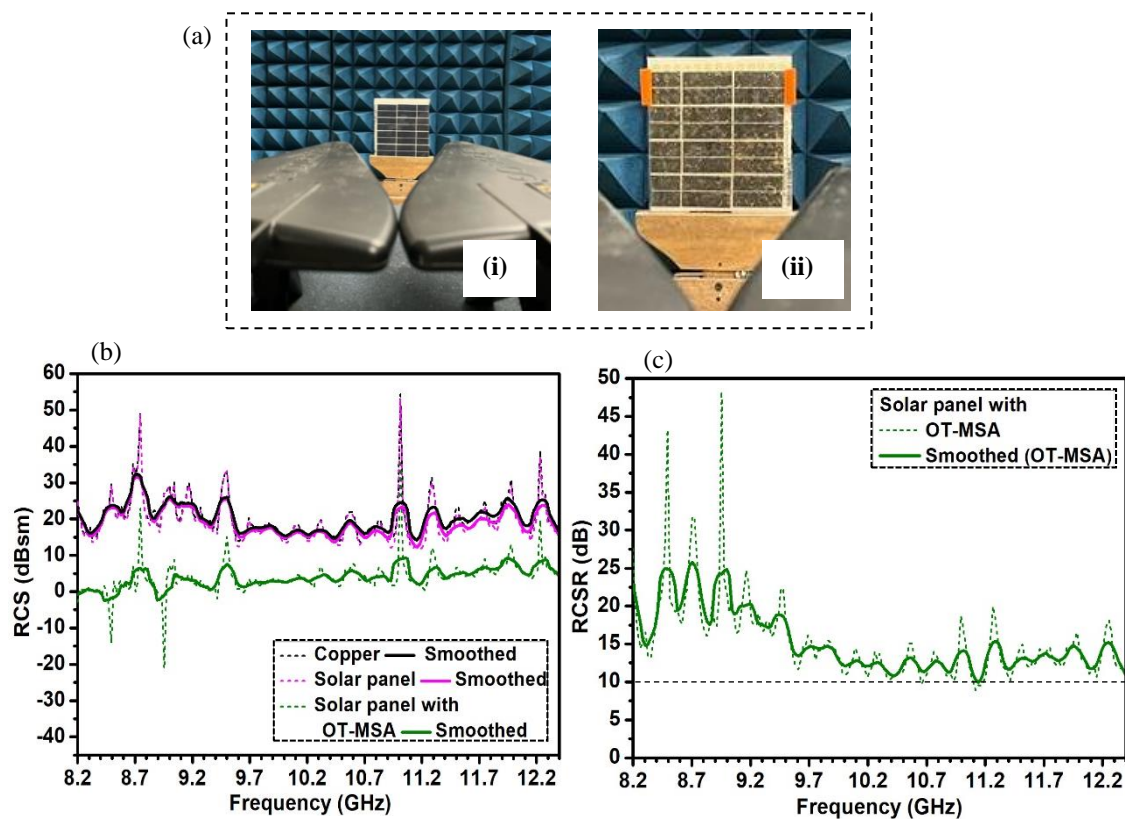 (a)
(i)
(ii)
(b)
60
50
40
30
20
10
0
-10
-20
-30
-40
RCS (dBsm)
Copper Smoothed
Solar panel Smoothed
Solar panel with
OT-MSA Smoothed
8.2 8.7 9.2 9.7 10.2 10.7 11.2 11.7 12.2
Frequency (GHz)
(c)
50
45
40
35
30
25
20
15
10
5
0
RCSR (dB)
Solar panel with
OT-MSA
Smoothed (OT-MSA)
8.2 8.7 9.2 9.7 10.2 10.7 11.2 11.7 12.2
Frequency (GHz)